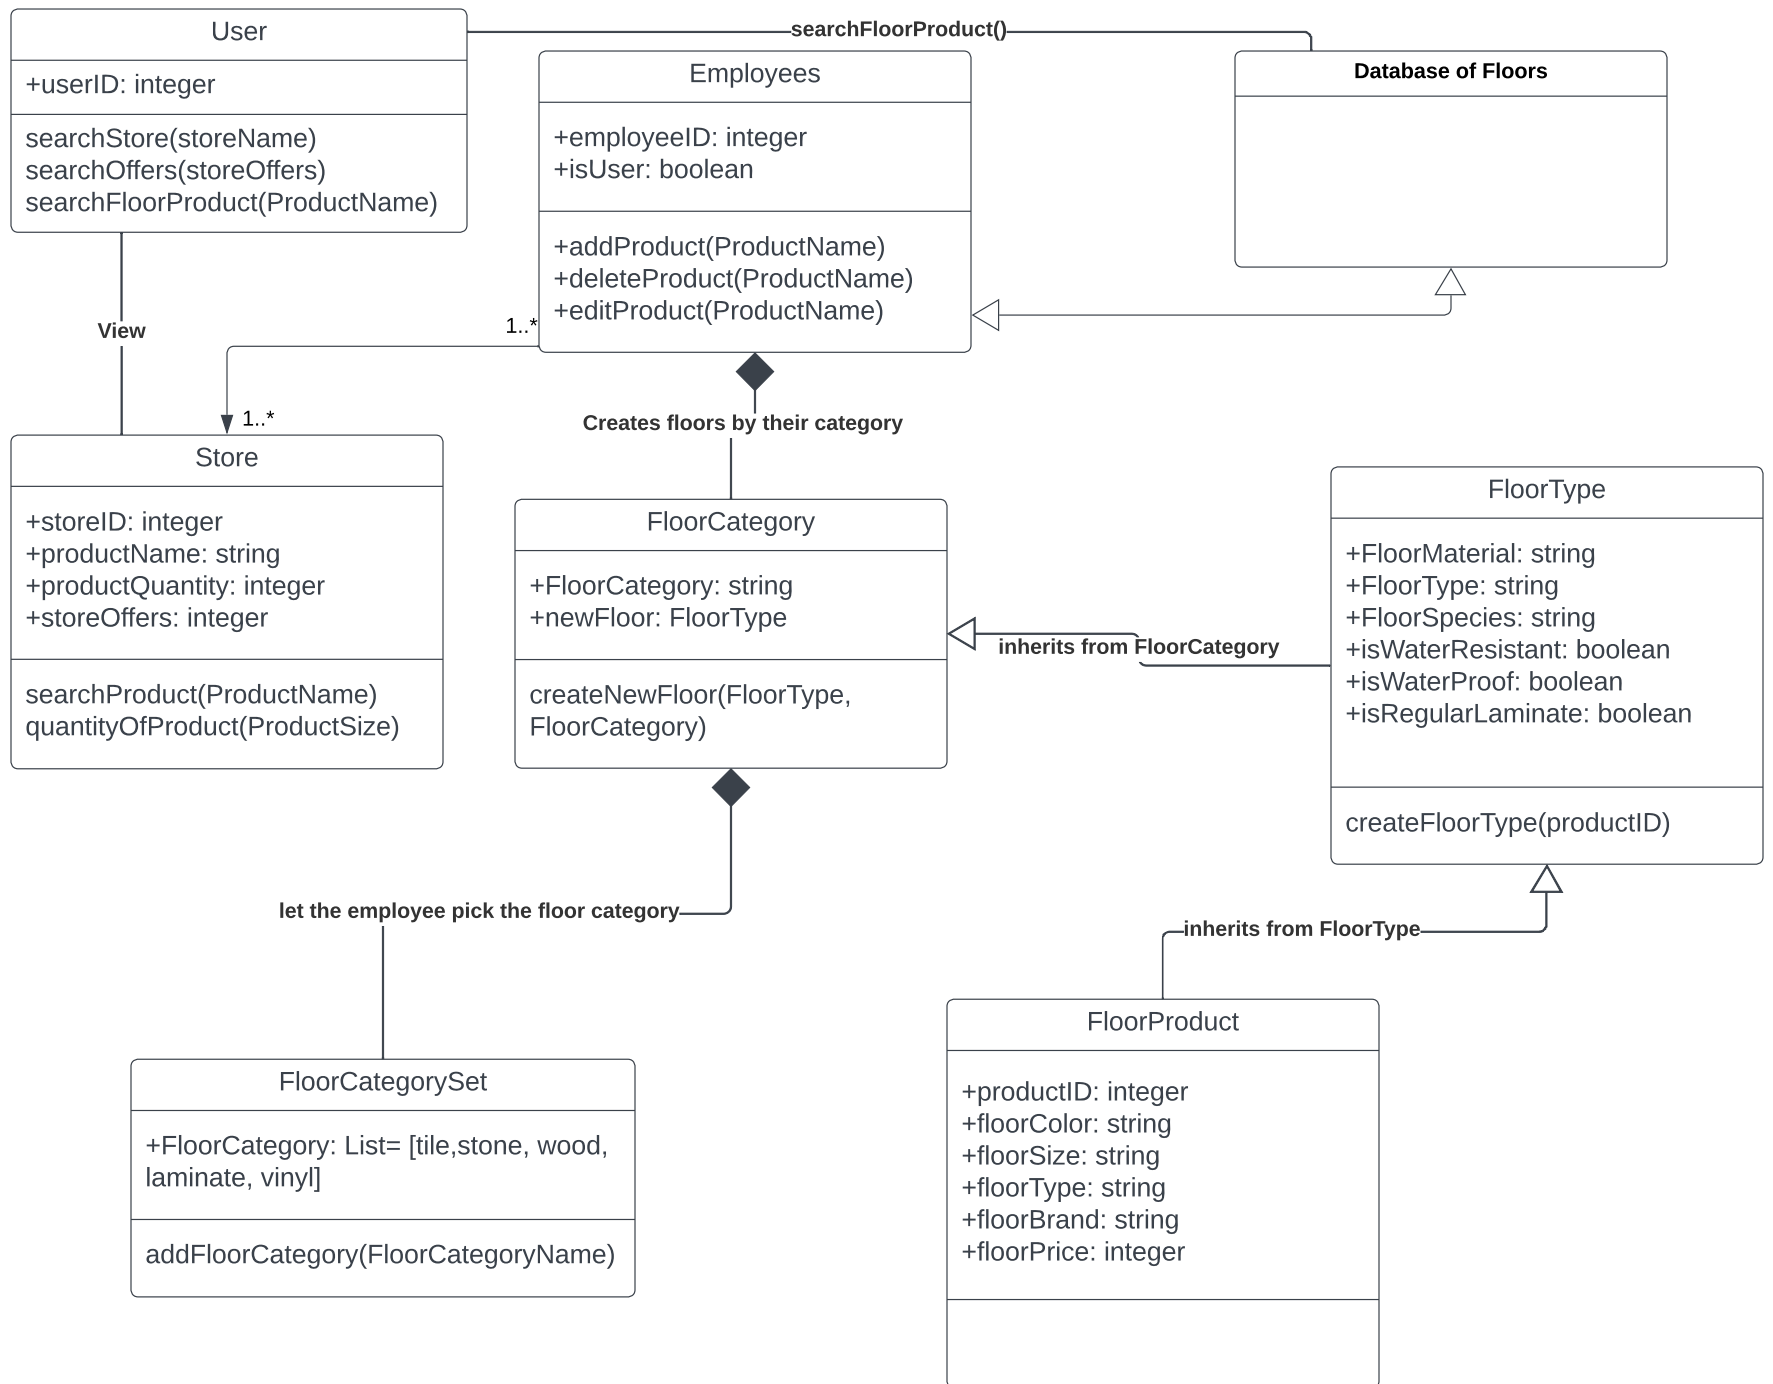 User
+userID: integer
searchStore(storeName)
searchOffers(storeOffers)
searchFloorProduct(ProductName)
searchFloorProduct()
Employees
+employeeID: integer
+isUser: boolean
+addProduct(ProductName)
+deleteProduct(ProductName)
+editProduct(ProductName)
Database of Floors
View
1..*
1..*
Creates floors by their category
Store
+storeID: integer
+productName: string
+productQuantity: integer
+storeOffers: integer
searchProduct(ProductName)
quantityOfProduct(ProductSize)
FloorCategory
+FloorCategory: string
+newFloor: FloorType
createNewFloor(FloorType,
FloorCategory)
inherits from FloorCategory
FloorType
+FloorMaterial: string
+FloorType: string
+FloorSpecies: string
+isWaterResistant: boolean
+isWaterProof: boolean
+isRegularLaminate: boolean
createFloorType(productID)
let the employee pick the floor category
inherits from FloorType
FloorCategorySet
+FloorCategory: List= [tile,stone, wood,
laminate, vinyl]
addFloorCategory(FloorCategoryName)
FloorProduct
+productID: integer
+floorColor: string
+floorSize: string
+floorType: string
+floorBrand: string
+floorPrice: integer